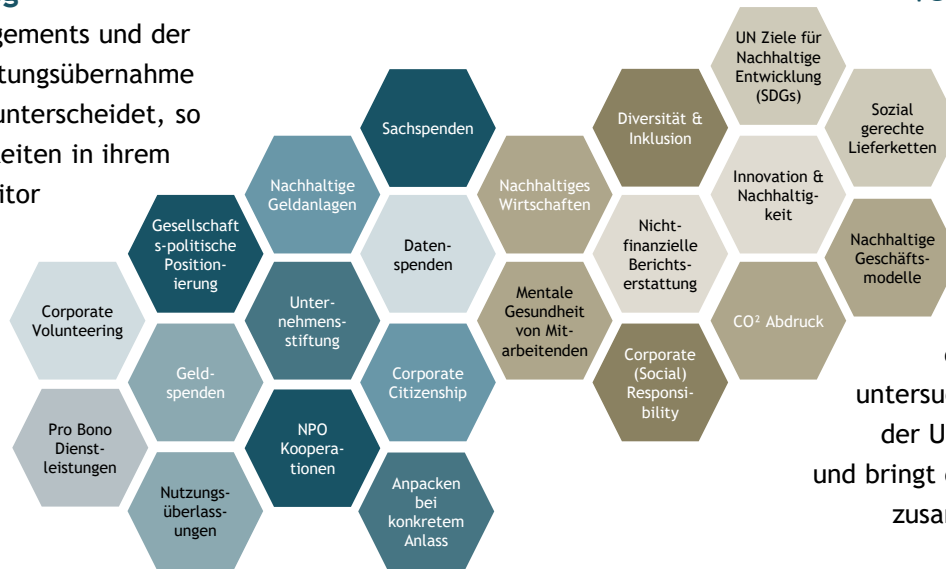 gements und der
tungsübernahme
unterscheidet, so
keiten in ihrem
itor
Corporate
Volunteering
Pro Bono
Dienst-
leistungen
Gesellschaft
s-politische
Position-
ierung
Geld-
spenden
Nutzungs-
überlass-
ungen
Nachhaltige
Geldanlagen
Unter-
nehmens-
stiftung
NPO
Koopera-
tionen
Sachspenden
Daten-
spenden
Corporate
Citizenship
Anpacken
bei
konkretem
Anlass
Nachhaltiges
Wirtschaften
Mentale
Gesundheit
von Mit-
arbeitenden
Diversität &
Inklusion
Nicht-
finanzielle
Berichts-
erstattung
Corporate
(Social)
Responsi-
bility
UN Ziele für
Nachhaltige
Entwicklung
(SDGs)
Innovation &
Nachhaltig-
keit
CO² Abdruck
Sozial
gerechte
Lieferketten
Nachhaltige
Geschäfts-
modelle
untersuc
der U
und bringt
zusar